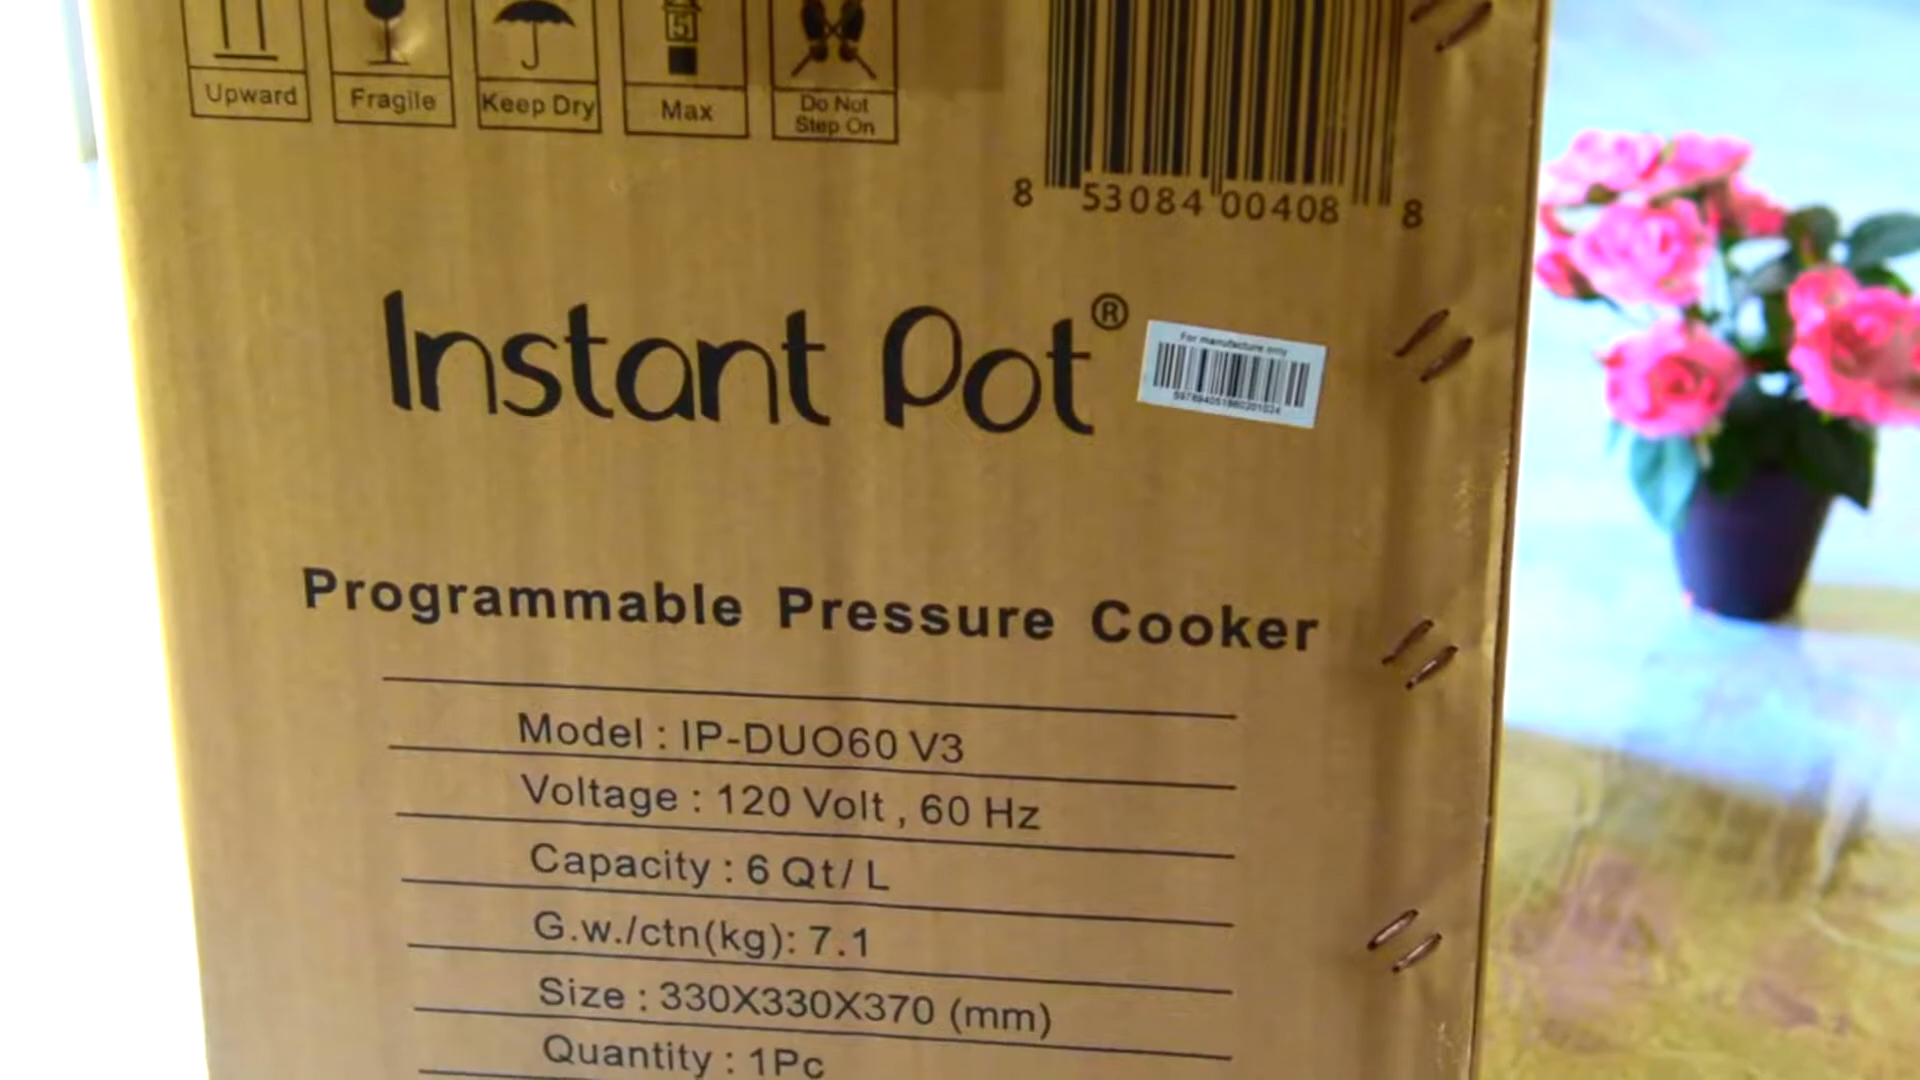 Upward
Fragile
Keep Dry
5
Max
Do Not
Step On
8 53084 00408 8
Instant Pot®
For manufacture only
Programmable Pressure Cooker
Model : IP-DUO60 V3
Voltage : 120 Volt , 60 Hz
Capacity : 6 Qt/ L
G.w./ctn(kg): 7.1
Size : 330X330X370 (mm)
Quantity : 1Pc